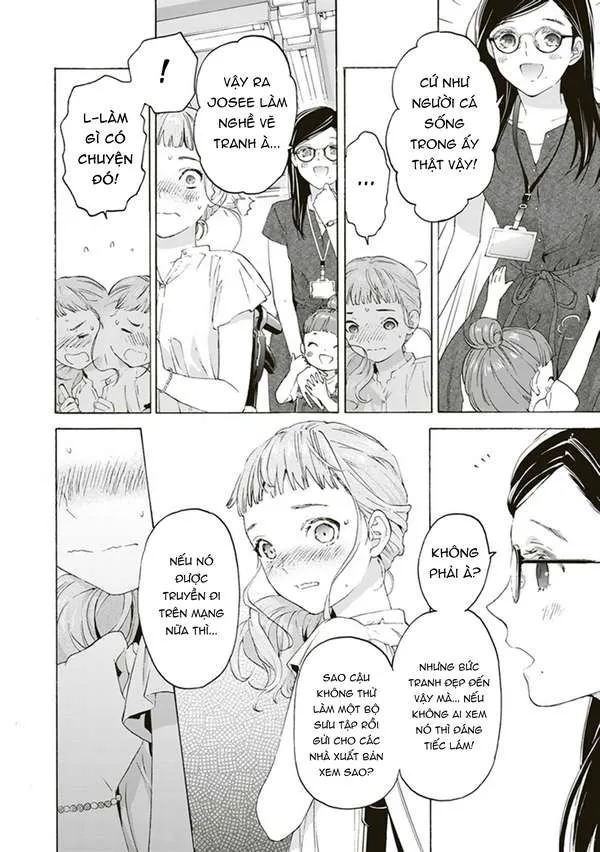 CỨ NHƯ
NGƯỜI CÁ
SỐNG
TRONG ẤY
THẬT VẬY!
...
VẬY RA
JOSEE LÀM
NGHỀ VẼ
TRANH À...
!
L-LÀM
GÌ CÓ
CHUYỆN
ĐÓ!
KHÔNG
PHẢI À?
NHƯNG BỨC
TRANH ĐẸP ĐẾN
VẬY MÀ... NẾU
KHÔNG AI XEM
NÓ THÌ ĐÁNG
TIẾC LẮM!
SAO CẬU
KHÔNG THỬ
LÀM MỘT BỘ
SƯU TẬP RỒI
GỬI CHO CÁC
NHÀ XUẤT BẢN
XEM SAO?
NẾU NÓ
ĐƯỢC
TRUYỀN ĐI
TRÊN MẠNG
NỮA THÌ...